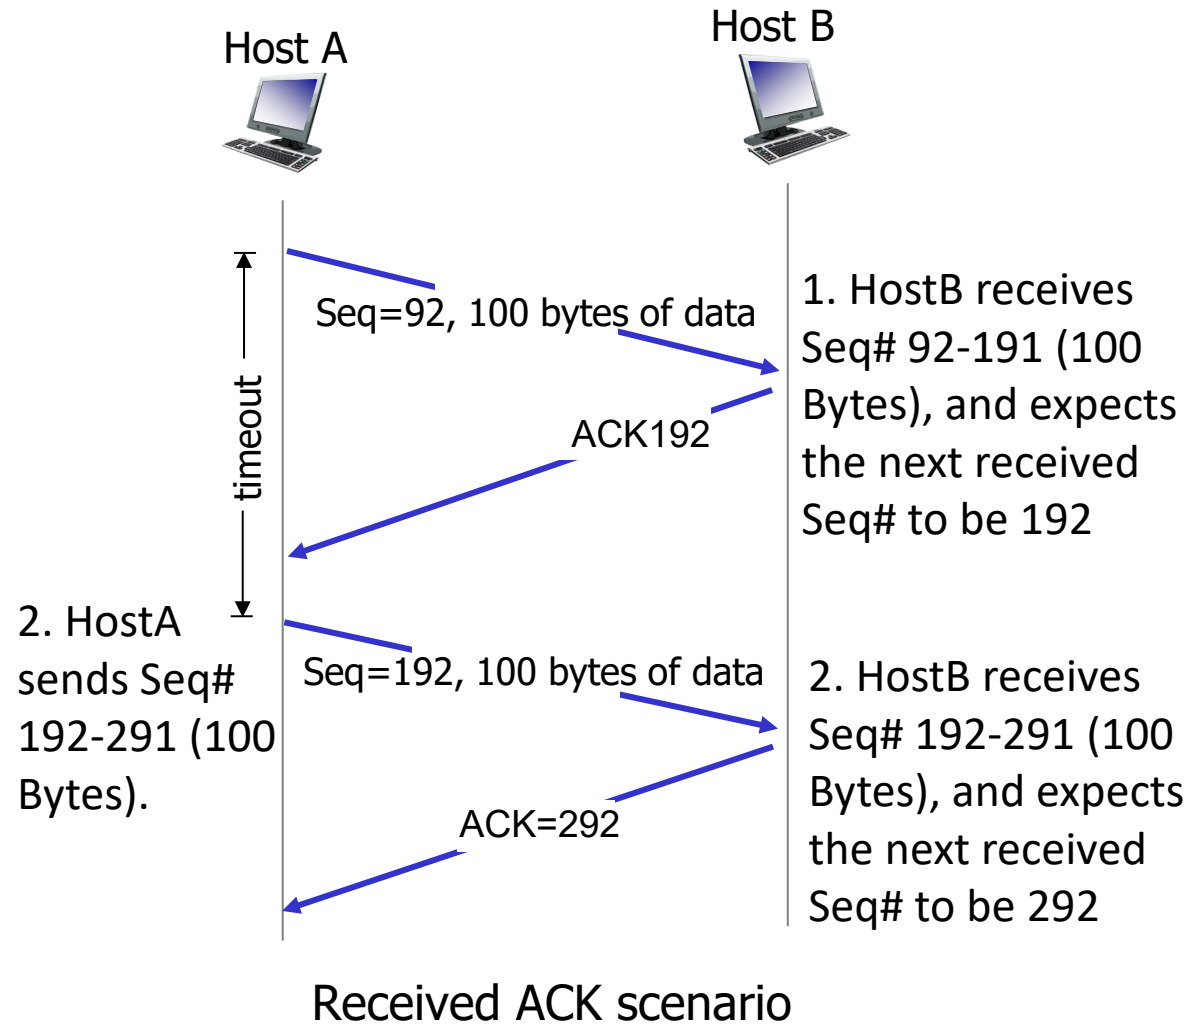 Host A
Host B
Seq=92, 100 bytes of data
1. HostB receives
Seq# 92-191 (100
Bytes), and expects
the next received
Seq# to be 192
timeout
ACK192
2. HostA
sends Seq#
192-291 (100
Bytes).
Seq=192, 100 bytes of data
2. HostB receives
Seq# 192-291 (100
Bytes), and expects
the next received
Seq# to be 292
ACK=292
Received ACK scenario